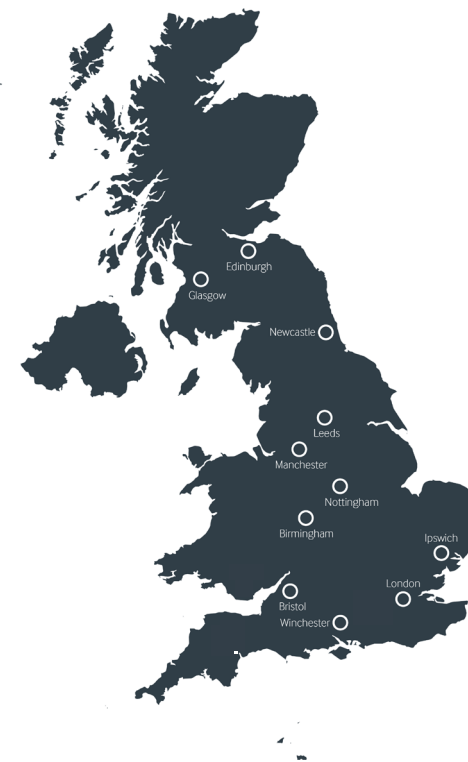 Edinburgh
Glasgow
Newcastle
Leeds
Manchester
Nottingham
Birmingham
Ipswich
London
Bristol
Winchester